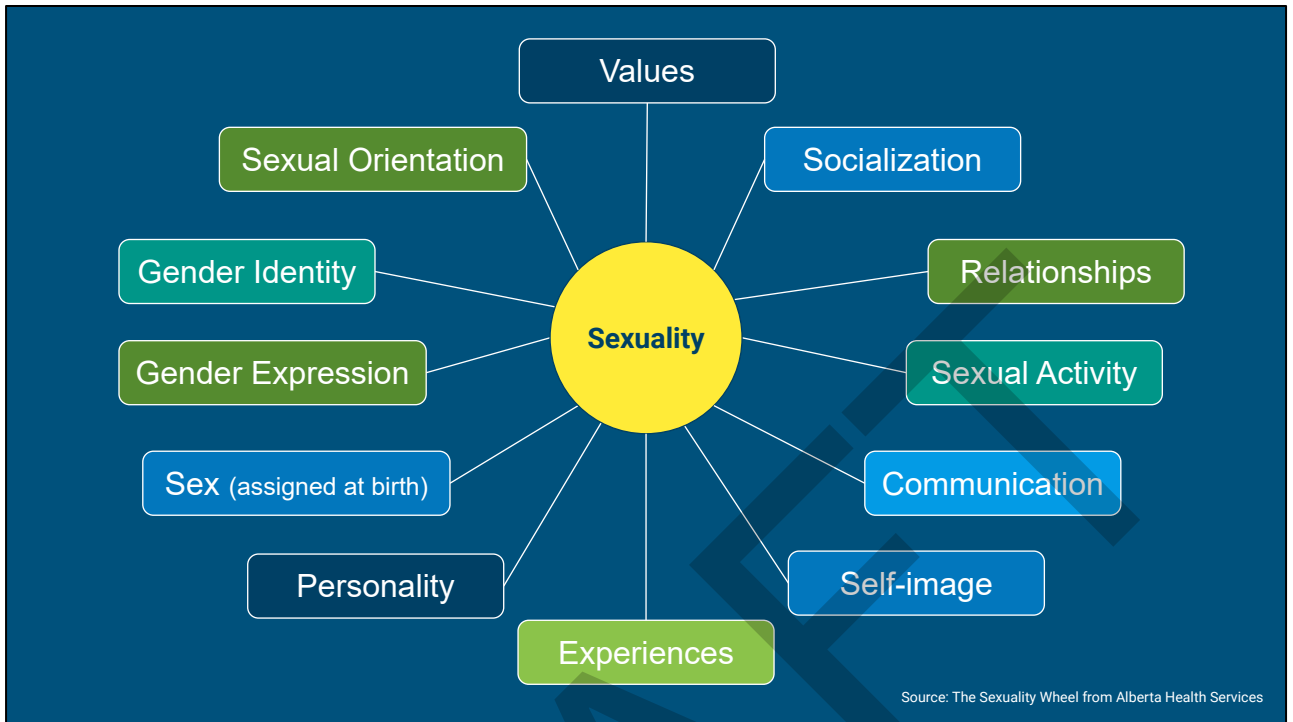 Values
Sexual Orientation
Socialization
Gender Identity
Relationships
Sexuality
Gender Expression
Sexual Activity
Sex (assigned at birth)
Communication
Personality
Self-image
Experiences
Source: The Sexuality Wheel from Alberta Health Services